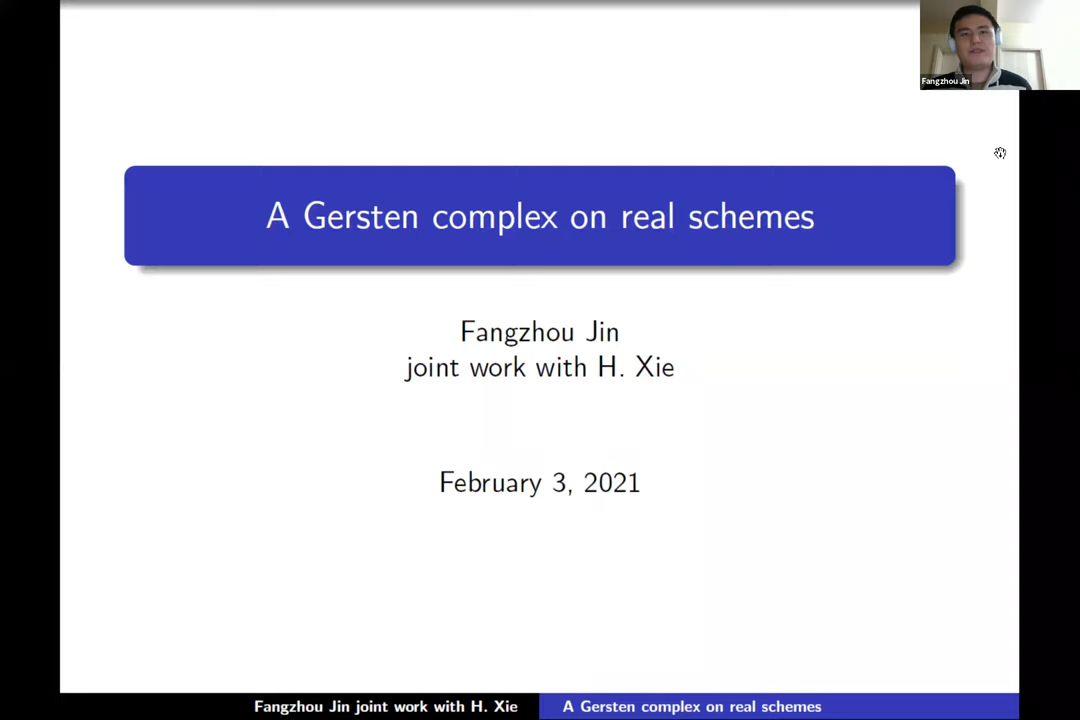 Fangzhou Jin
A Gersten complex on real schemes
Fangzhou Jin
joint work with H. Xie
February 3, 2021
Fangzhou Jin joint work with H. Xie
A Gersten complex on real schemes